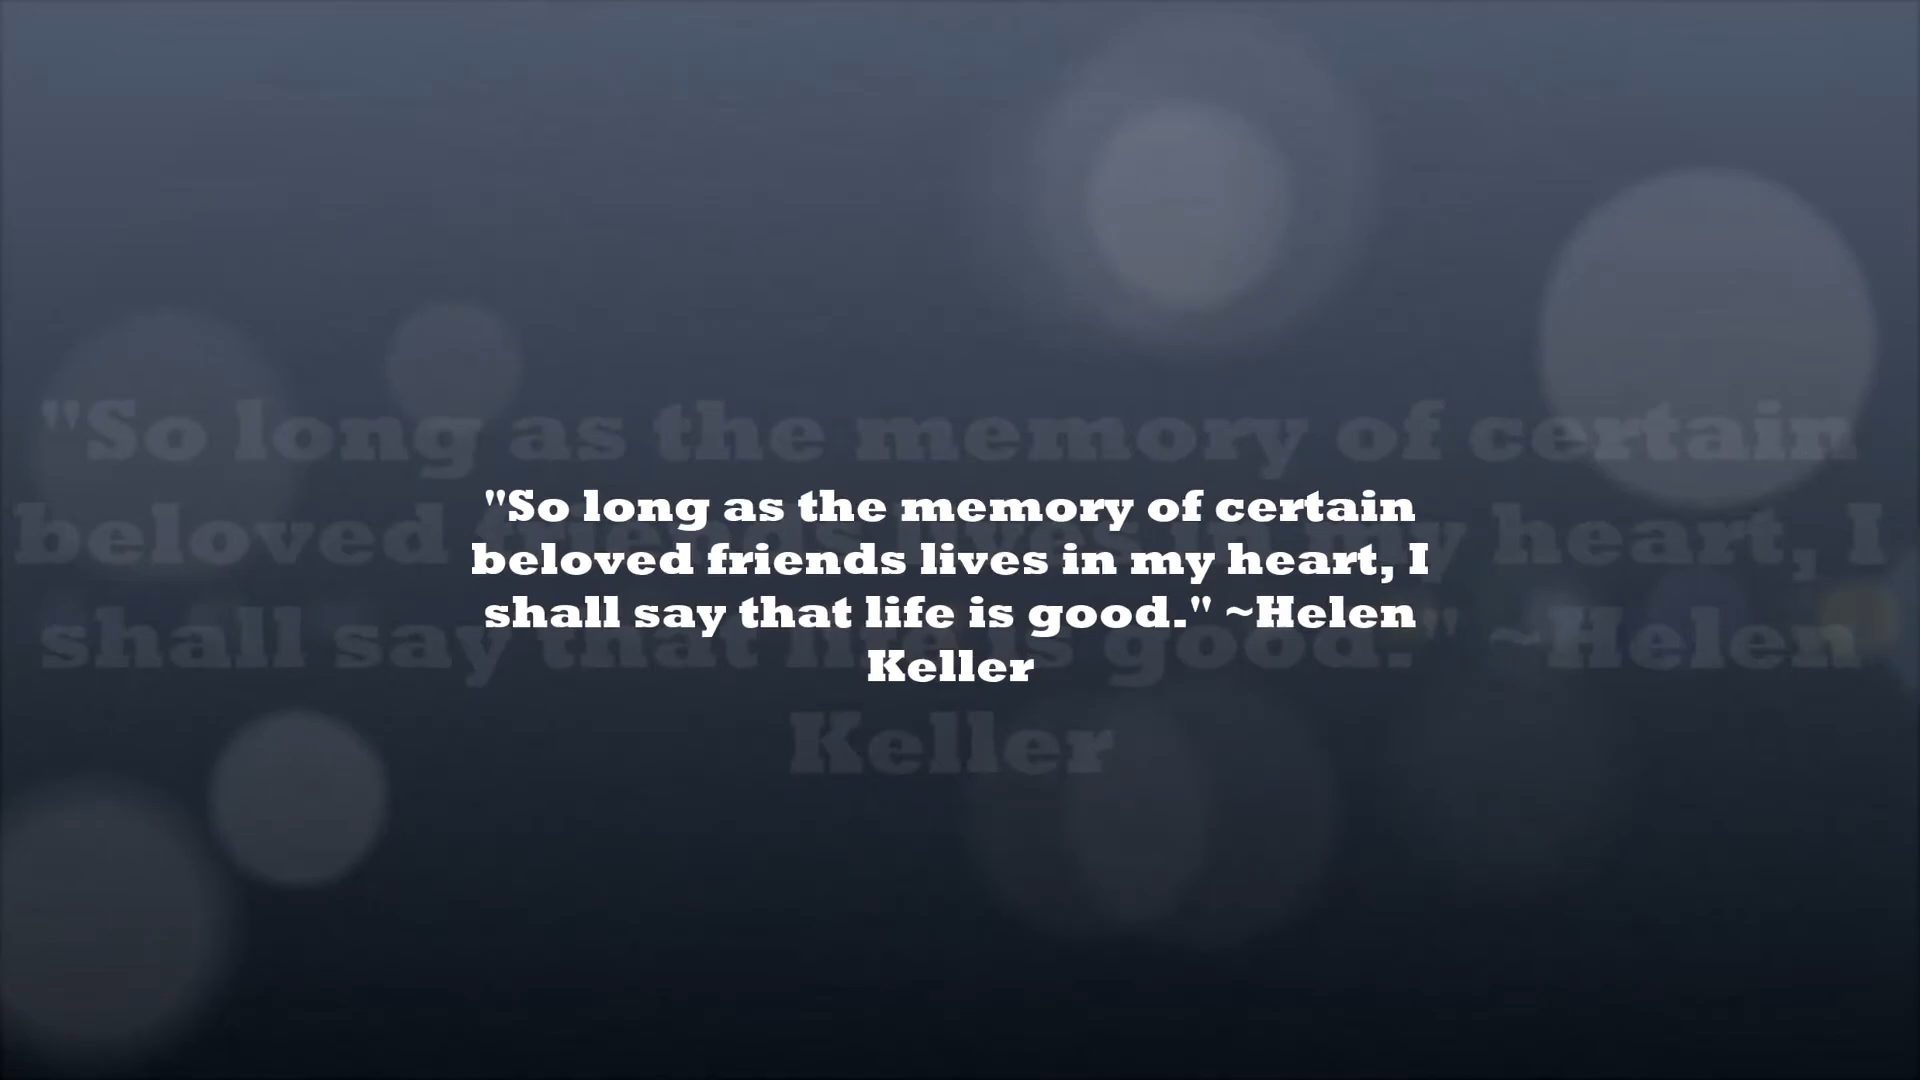 "So long as the memory of certain
beloved friends lives in my heart, I
shall say that life is good." ~Helen
Keller